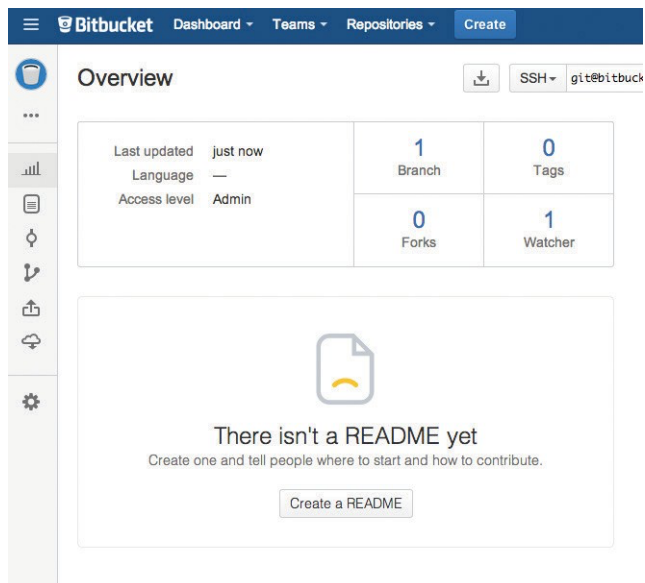 Bitbucket Dashboard Teams Repositories Create
Overview
SSH git@bitbuck
Last updated just now
Language —
Access level Admin
1
Branch
0
Tags
0
Forks
1
Watcher
There isn't a README yet
Create one and tell people where to start and how to contribute.
Create a README